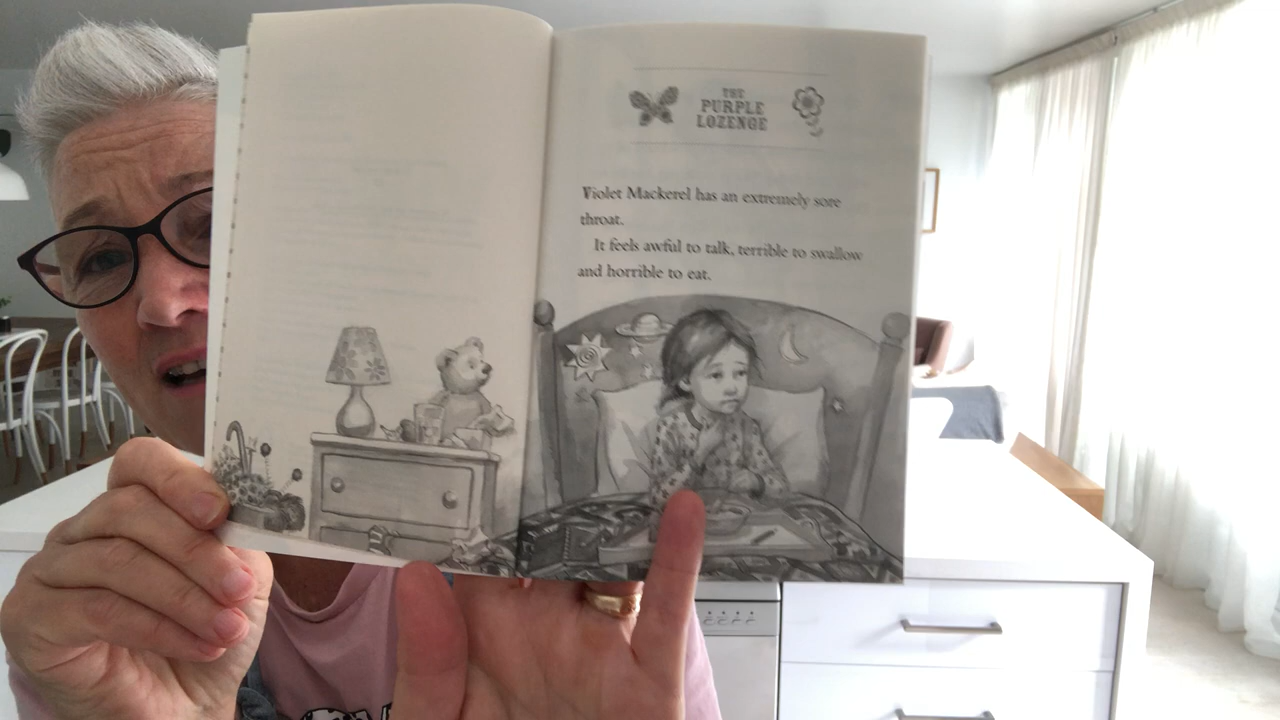 THE
PURPLE
LOZENGE
Violet Mackerel has an extremely sore
throat.
It feels awful to talk, terrible to swallow
and horrible to eat.